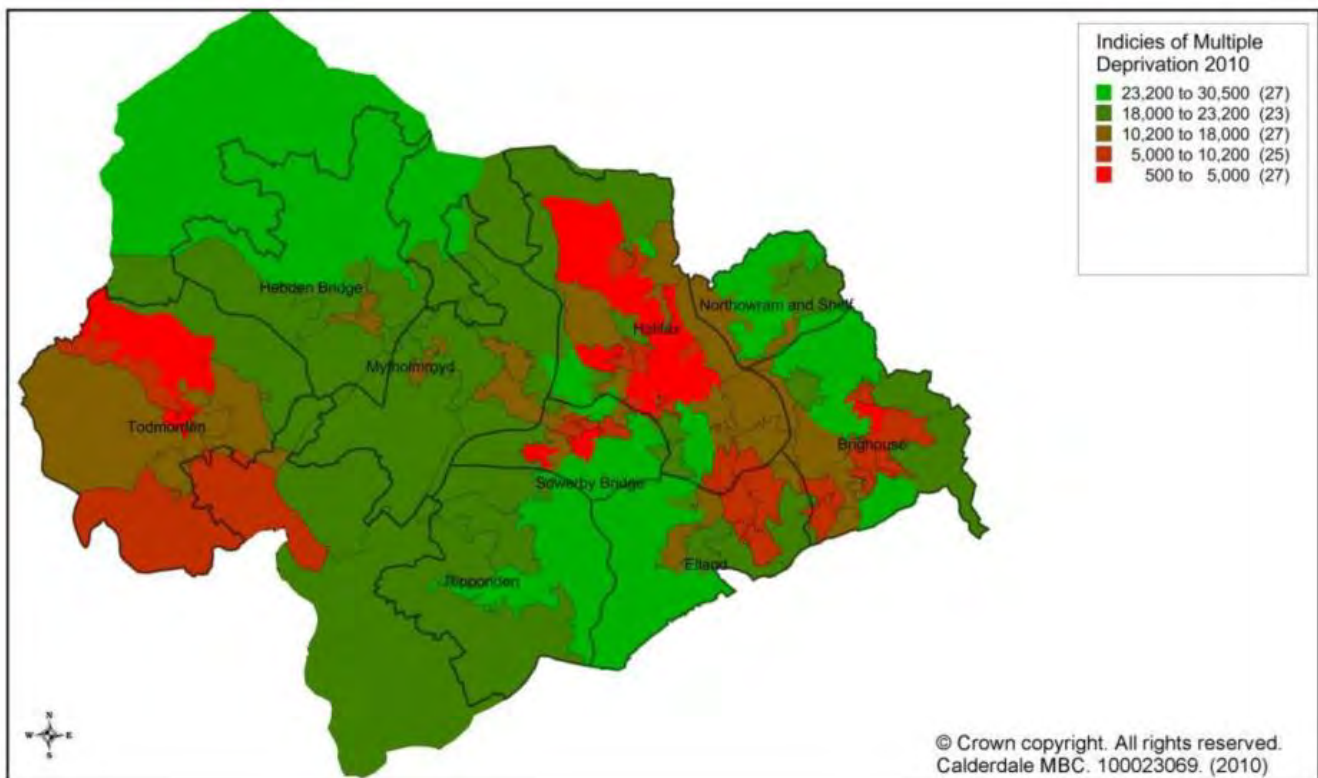 Indicies of Multiple
Deprivation 2010
23,200 to 30,500 (27)
18,000 to 23,200 (23)
10,200 to 18,000 (27)
5,000 to 10,200 (25)
500 to 5,000 (27)
Hebden Bridge
Northowram and Shelf
Halifax
Mytholmroyd
Todmorden
Brighouse
Sowerby Bridge
Elland
Ripponden
N
W E
S
© Crown copyright. All rights reserved.
Calderdale MBC. 100023069. (2010)